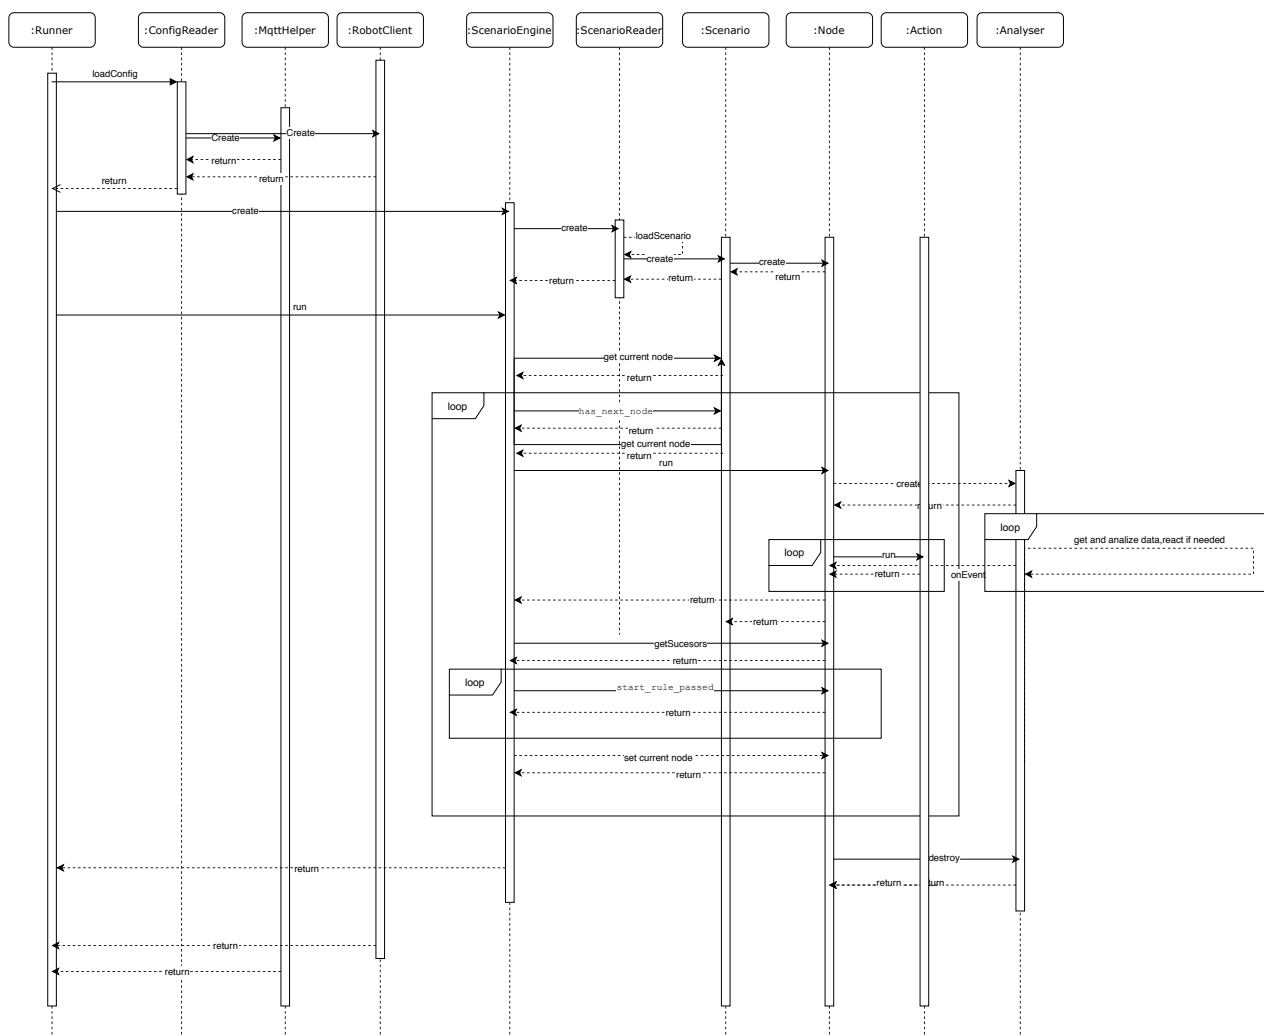 :Runner
:ConfigReader
:MqttHelper
:RobotClient
:ScenarioEngine
:ScenarioReader
:Scenario
:Node
:Action
:Analyser
loadConfig
Create
Create
return
return
return
create
create
loadScenario
create
create
return
return
return
run
get current node
return
loop
has_next_node
return
get current node
return
run
create
return
loop
get and analize data,react if needed
loop
run
return
onEvent
return
return
getSucesors
return
loop
start_rule_passed
return
set current node
return
destroy
return
return
return
return
return